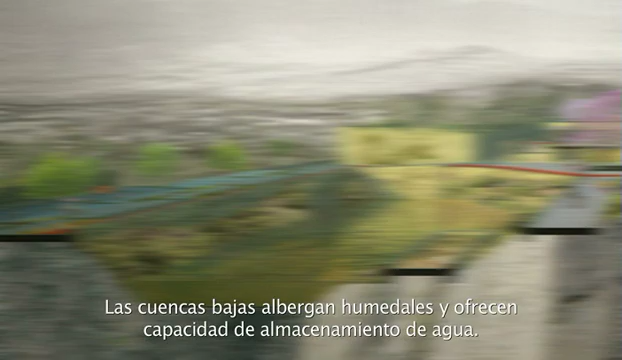 Las cuencas bajas albergan humedales y ofrecen
capacidad de almacenamiento de agua.